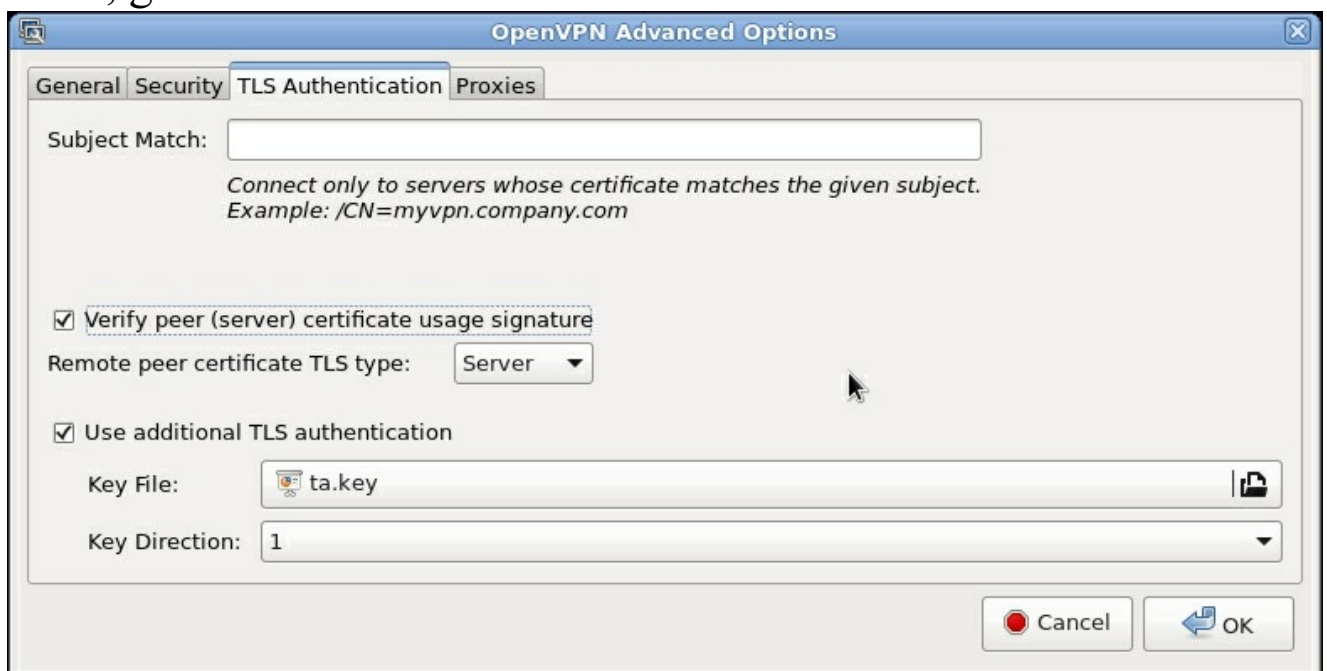 OpenVPN Advanced Options
General Security TLS Authentication Proxies
Subject Match:
Connect only to servers whose certificate matches the given subject.
Example: /CN=myvpn.company.com
Verify peer (server) certificate usage signature
Remote peer certificate TLS type: Server
Use additional TLS authentication
Key File: ta.key
Key Direction: 1
Cancel OK